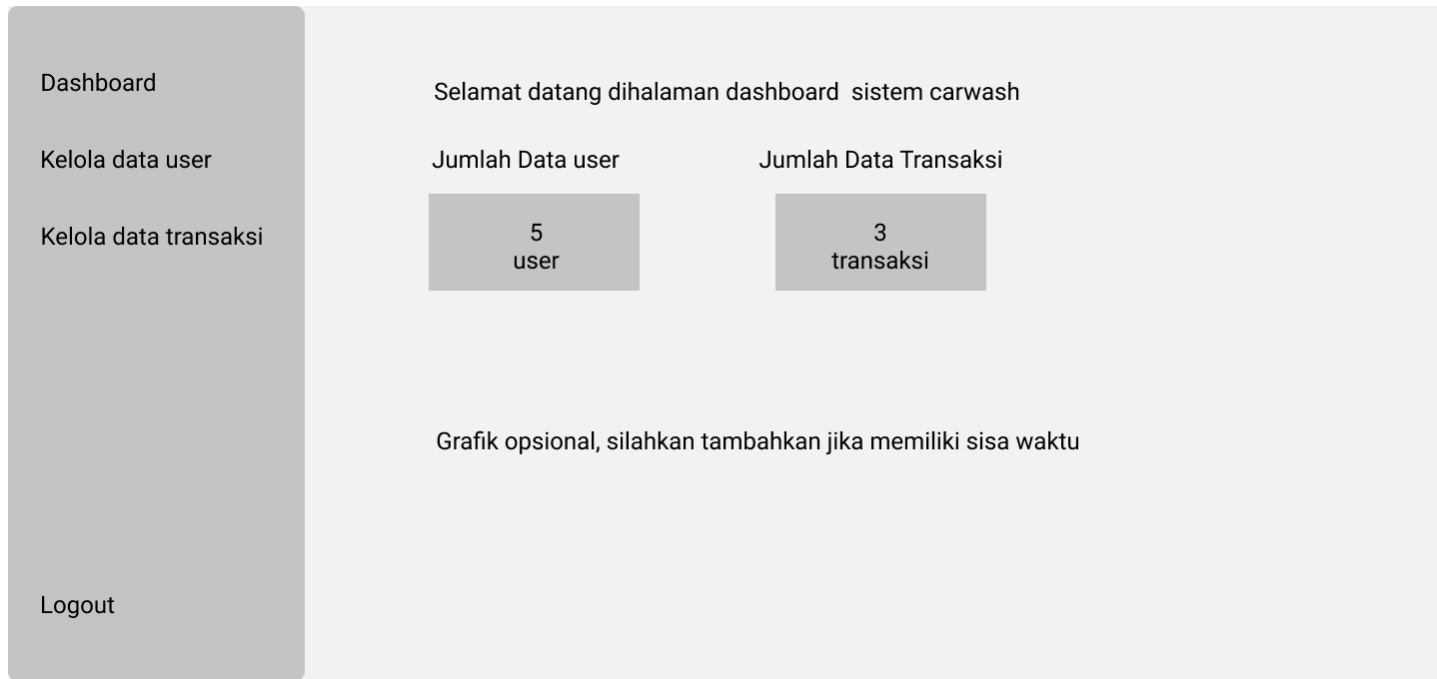 Dashboard
Kelola data user
Kelola data transaksi
Logout
Selamat datang dihalaman dashboard  sistem carwash
Jumlah Data user
5
user
Jumlah Data Transaksi
3
transaksi
Grafik opsional, silahkan tambahkan jika memiliki sisa waktu